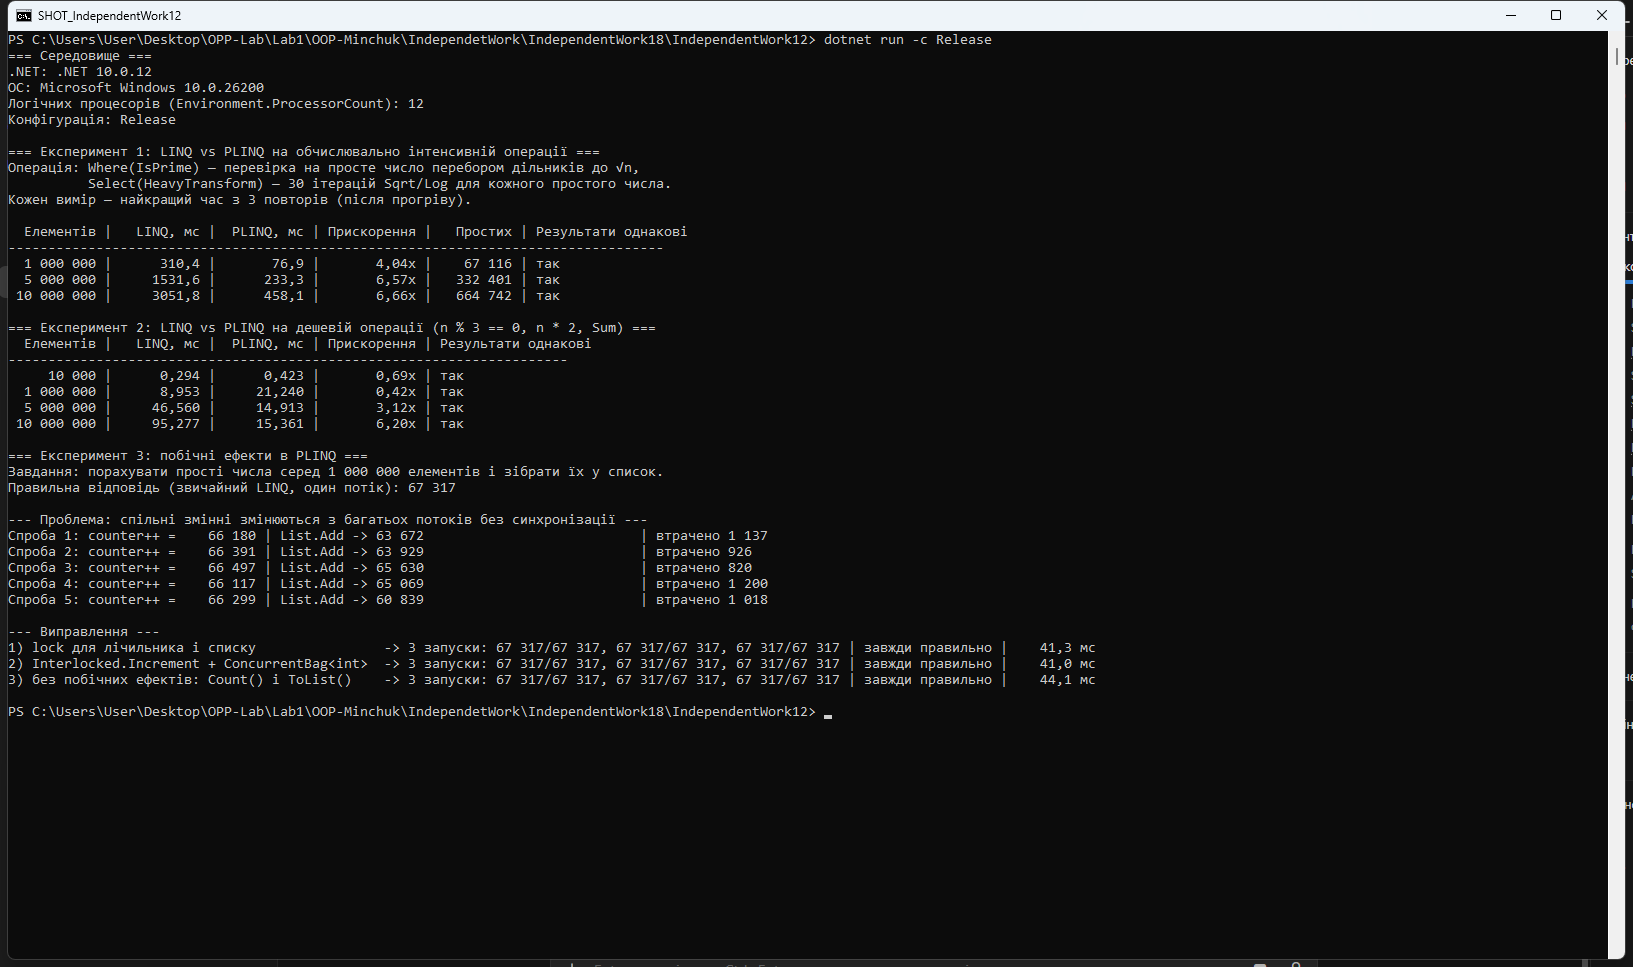 SHOT_IndependentWork12
PS C:\Users\User\Desktop\OPP-Lab\Lab1\OOP-Minchuk\IndependetWork\IndependentWork18\IndependentWork12> dotnet run -c Release
=== Середовище ===
.NET: .NET 10.0.12
ОС: Microsoft Windows 10.0.26200
Логічних процесорів (Environment.ProcessorCount): 12
Конфігурація: Release
=== Експеримент 1: LINQ vs PLINQ на обчислювально інтенсивній операції ===
Операція: Where(IsPrime) — перевірка на просте число перебором дільників до √n,
Select(HeavyTransform) — 30 ітерацій Sqrt/Log для кожного простого числа.
Кожен вимір — найкращий час з 3 повторів (після прогріву).
Елементів | LINQ, мс | PLINQ, мс | Прискорення | Простих | Результати однакові
----------------------------------------------------------------------------------
1 000 000 | 310,4 | 76,9 | 4,04x | 67 116 | так
5 000 000 | 1531,6 | 233,3 | 6,57x | 332 401 | так
10 000 000 | 3051,8 | 458,1 | 6,66x | 664 742 | так
=== Експеримент 2: LINQ vs PLINQ на дешевій операції (n % 3 == 0, n * 2, Sum) ===
Елементів | LINQ, мс | PLINQ, мс | Прискорення | Результати однакові
----------------------------------------------------------------------
10 000 | 0,294 | 0,423 | 0,69x | так
1 000 000 | 8,953 | 21,240 | 0,42x | так
5 000 000 | 46,560 | 14,913 | 3,12x | так
10 000 000 | 95,277 | 15,361 | 6,20x | так
=== Експеримент 3: побічні ефекти в PLINQ ===
Завдання: порахувати прості числа серед 1 000 000 елементів і зібрати їх у список.
Правильна відповідь (звичайний LINQ, один потік): 67 317
--- Проблема: спільні змінні змінюються з багатьох потоків без синхронізації ---
Спроба 1: counter++ = 66 180 | List.Add -> 63 672 | втрачено 1 137
Спроба 2: counter++ = 66 391 | List.Add -> 63 929 | втрачено 926
Спроба 3: counter++ = 66 497 | List.Add -> 65 630 | втрачено 820
Спроба 4: counter++ = 66 117 | List.Add -> 65 069 | втрачено 1 200
Спроба 5: counter++ = 66 299 | List.Add -> 60 839 | втрачено 1 018
--- Виправлення ---
1) lock для лічильника і списку -> 3 запуски: 67 317/67 317, 67 317/67 317, 67 317/67 317 | завжди правильно | 41,3 мс
2) Interlocked.Increment + ConcurrentBag<int> -> 3 запуски: 67 317/67 317, 67 317/67 317, 67 317/67 317 | завжди правильно | 41,0 мс
3) без побічних ефектів: Count() і ToList() -> 3 запуски: 67 317/67 317, 67 317/67 317, 67 317/67 317 | завжди правильно | 44,1 мс
PS C:\Users\User\Desktop\OPP-Lab\Lab1\OOP-Minchuk\IndependetWork\IndependentWork18\IndependentWork12>